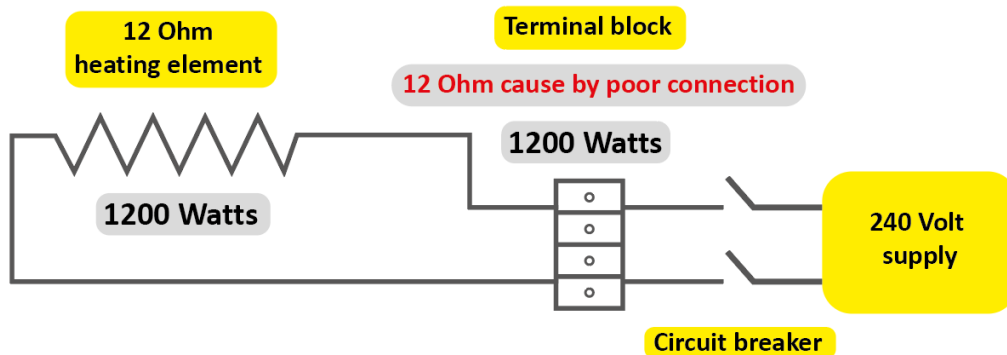 12 Ohm
heating element
Terminal block
12 Ohm cause by poor connection
1200 Watts
1200 Watts
240 Volt
supply
Circuit breaker